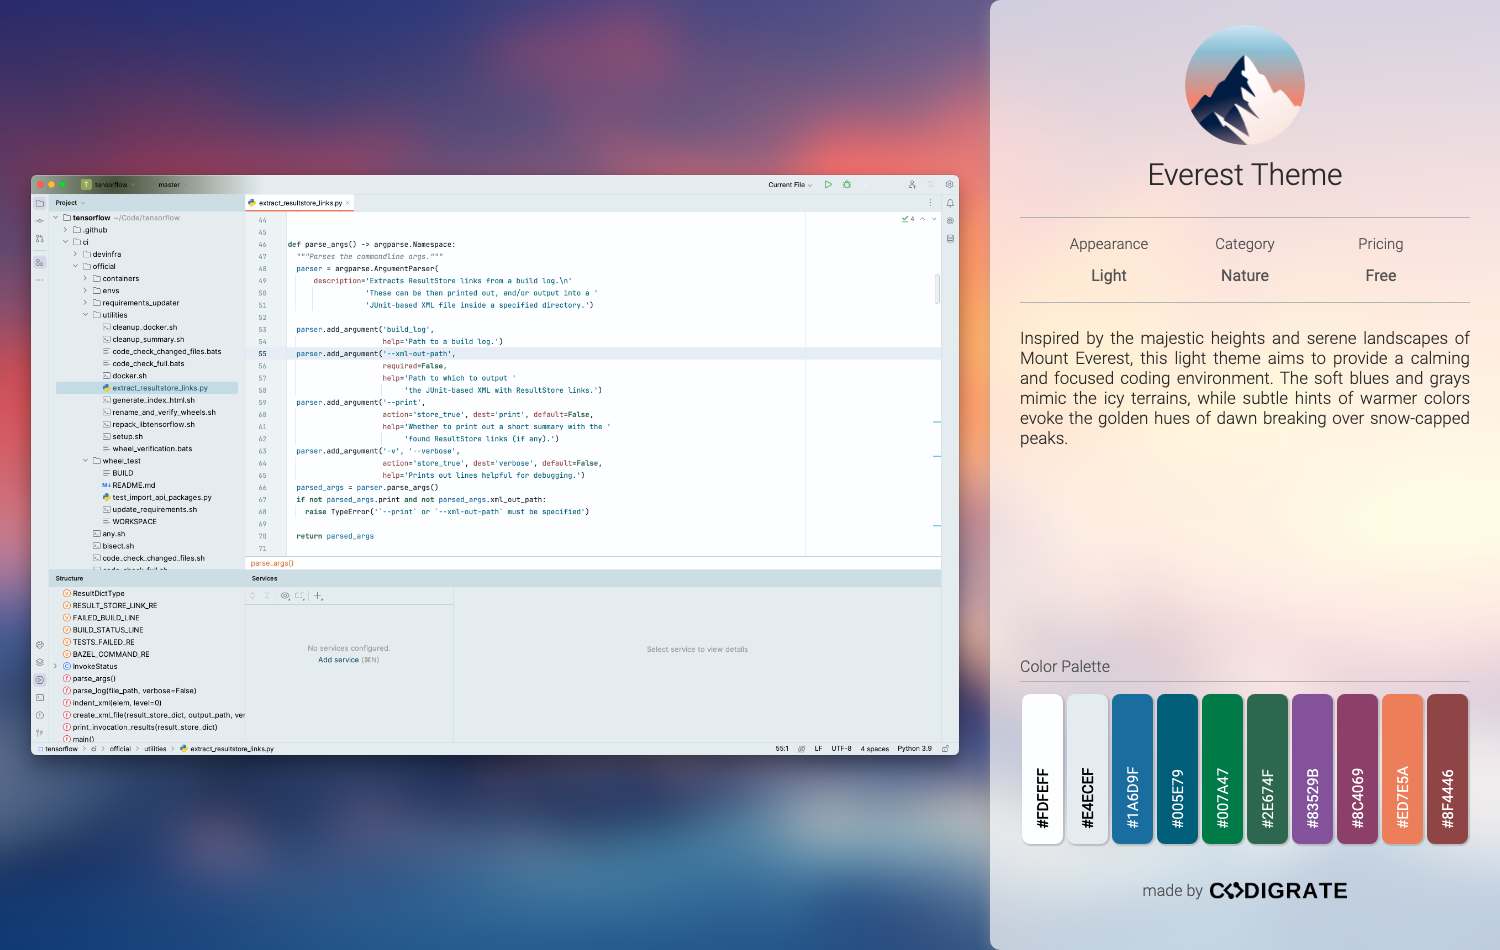 tensorflow
master
Current File
Project
extract_resultstore_links.py
tensorflow ~/Code/tensorflow
.github
ci
devinfra
official
containers
envs
requirements_updater
utilities
cleanup_docker.sh
cleanup_summary.sh
code_check_changed_files.bats
code_check_full.bats
docker.sh
extract_resultstore_links.py
generate_index_html.sh
rename_and_verify_wheels.sh
repack_libtensorflow.sh
setup.sh
wheel_verification.bats
wheel_test
BUILD
README.md
test_import_api_packages.py
update_requirements.sh
WORKSPACE
any.sh
bisect.sh
code_check_changed_files.sh
code_check_full.sh
4
44
45
46 def parse_args() -> argparse.Namespace:
47 """Parses the commandline args."""
48 parser = argparse.ArgumentParser(
49 description='Extracts ResultStore links from a build log.\n'
50 'These can be then printed out, and/or output into a '
51 'JUnit-based XML file inside a specified directory.')
52
53 parser.add_argument('build_log',
54 help='Path to a build log.')
55 parser.add_argument('--xml-out-path',
56 required=False,
57 help='Path to which to output '
58 'the JUnit-based XML with ResultStore links.')
59 parser.add_argument('--print',
60 action='store_true', dest='print', default=False,
61 help='Whether to print out a short summary with the '
62 'found ResultStore links (if any).')
63 parser.add_argument('-v', '--verbose',
64 action='store_true', dest='verbose', default=False,
65 help='Prints out lines helpful for debugging.')
66 parsed_args = parser.parse_args()
67 if not parsed_args.print and not parsed_args.xml_out_path:
68 raise TypeError('`--print` or `--xml-out-path` must be specified')
69
70 return parsed_args
71
parse_args()
Structure
ResultDictType
RESULT_STORE_LINK_RE
FAILED_BUILD_LINE
BUILD_STATUS_LINE
TESTS_FAILED_RE
BAZEL_COMMAND_RE
InvokeStatus
parse_args()
parse_log(file_path, verbose=False)
indent_xml(elem, level=0)
create_xml_file(result_store_dict, output_path, ver
print_invocation_results(result_store_dict)
main()
Services
No services configured.
Add service (⌘N)
Select service to view details
tensorflow > ci > official > utilities > extract_resultstore_links.py
55:1 LF UTF-8 4 spaces Python 3.9
Everest Theme
Appearance Category Pricing
Light Nature Free
Inspired by the majestic heights and serene landscapes of
Mount Everest, this light theme aims to provide a calming
and focused coding environment. The soft blues and grays
mimic the icy terrains, while subtle hints of warmer colors
evoke the golden hues of dawn breaking over snow-capped
peaks.
Color Palette
#FDFEFF
#E4ECEF
#1A6D9F
#005E79
#007A47
#2E674F
#83529B
#8C4069
#ED7E5A
#8F4446
made by CODIGRATE